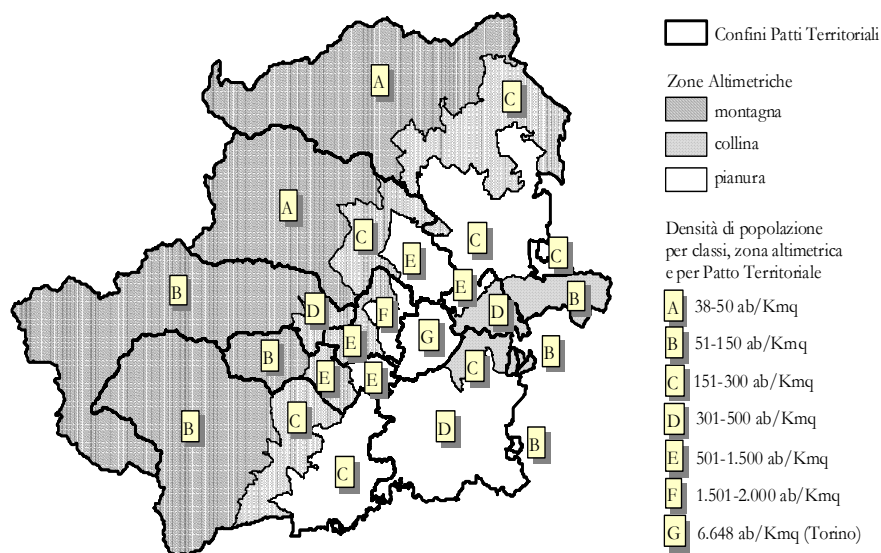 Confini Patti Territoriali
Zone Altimetriche
montagna
collina
pianura
Densità di popolazione
per classi, zona altimetrica
e per Patto Territoriale
A 38-50 ab/Kmq
B 51-150 ab/Kmq
C 151-300 ab/Kmq
D 301-500 ab/Kmq
E 501-1.500 ab/Kmq
F 1.501-2.000 ab/Kmq
G 6.648 ab/Kmq (Torino)
A
C
A
C
C
E
C
B
E
B
D
D
F
E
G
B
B
C
E
E
C
B
D
B
C